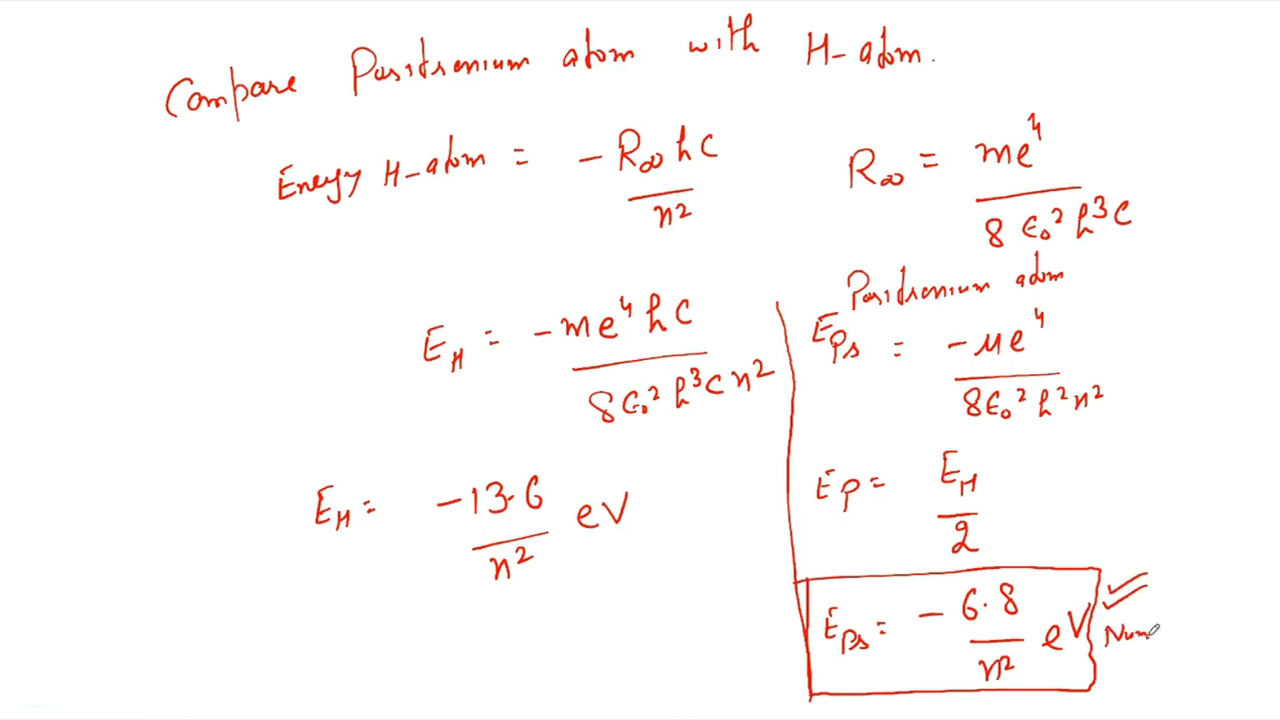 Compare Positronium atom with H-atom.
Energy H-atom = -R∞hc / n²
R∞ = me⁴ / 8ϵ₀²h³c
E_H = -me⁴hc / 8ϵ₀²h³cn²
E_H = -13.6 / n² eV
Positronium atom
E_Ps = -μe⁴ / 8ϵ₀²h²n²
E_P = E_H / 2
E_Ps = -6.8 / n² eV
Num